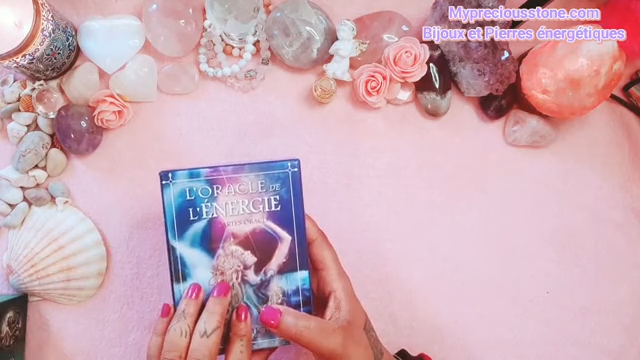 Mypreciousstone.com
Bijoux et Pierres énergétiques
L'ORACLE DE
L'ÉNERGIE